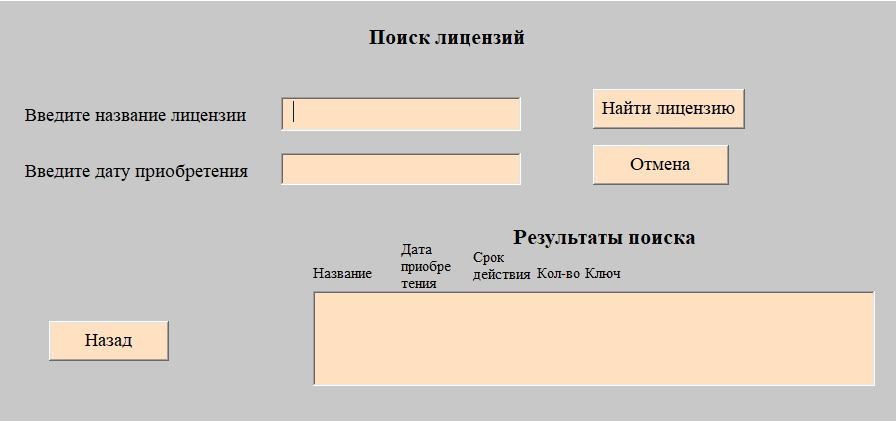 Поиск лицензий
Введите название лицензии
Найти лицензию
Введите дату приобретения
Отмена
Результаты поиска
Название
Дата
приобре
тения
Срок
действия
Кол-во
Ключ
Назад